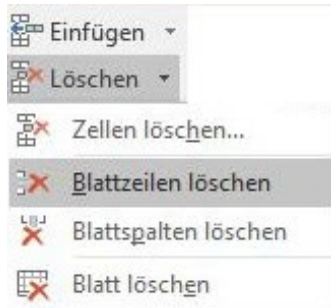 Einfügen
Löschen
Zellen löschen...
Blattzeilen löschen
Blattspalten löschen
Blatt löschen